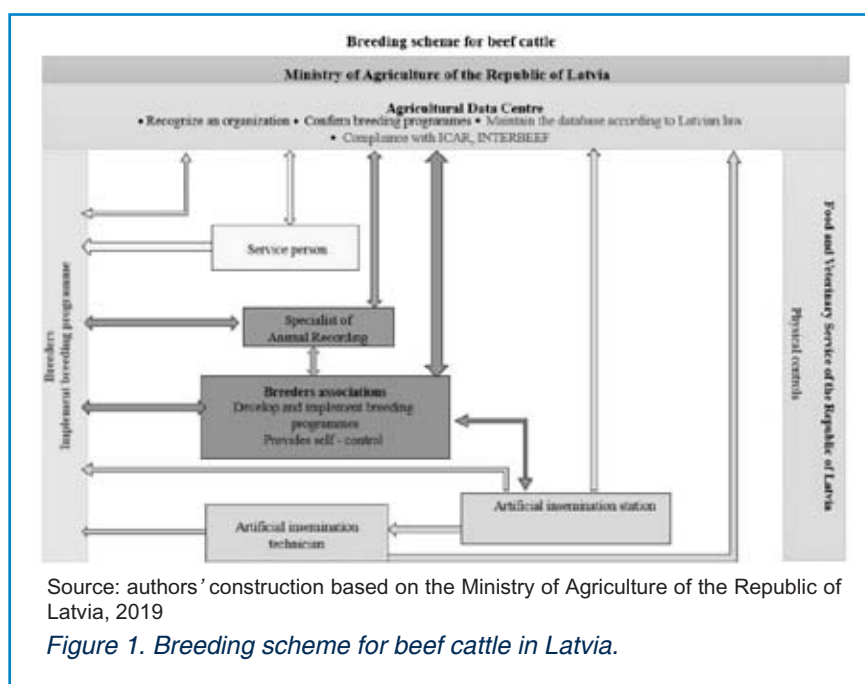 Breeding scheme for beef cattle
Ministry of Agriculture of the Republic of Latvia
Agricultural Data Centre
• Recognize an organization • Confirm breeding programmes • Maintain the database according to Latvian law
• Compliance with ICAR, INTERBEEF
Breeders
Implement breeding programme
Service person
Specialist of
Animal Recording
Breeders associations
Develop and implement breeding
programmes
Provides self - control
Artificial insemination station
Artificial insemination
technician
Food and Veterinary Service of the Republic of Latvia
Physical controls
Source: authors' construction based on the Ministry of Agriculture of the Republic of
Latvia, 2019
Figure 1. Breeding scheme for beef cattle in Latvia.